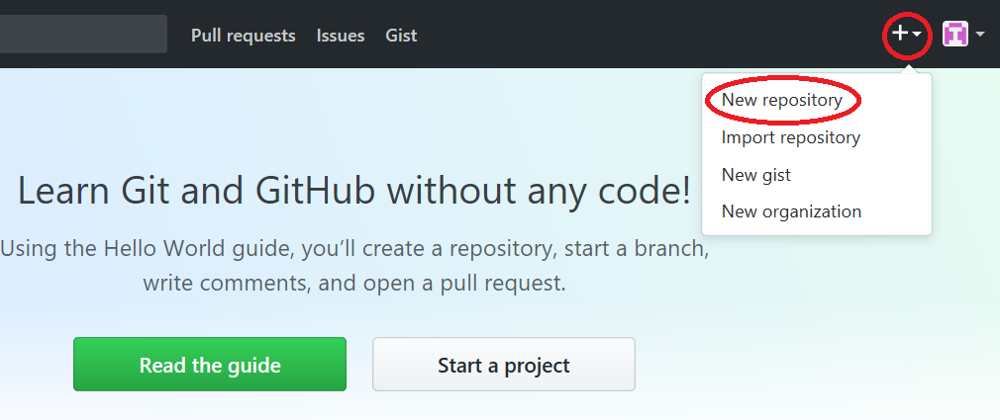 Pull requests Issues Gist
New repository
Import repository
New gist
New organization
Learn Git and GitHub without any code!
Using the Hello World guide, you’ll create a repository, start a branch,
write comments, and open a pull request.
Read the guide
Start a project